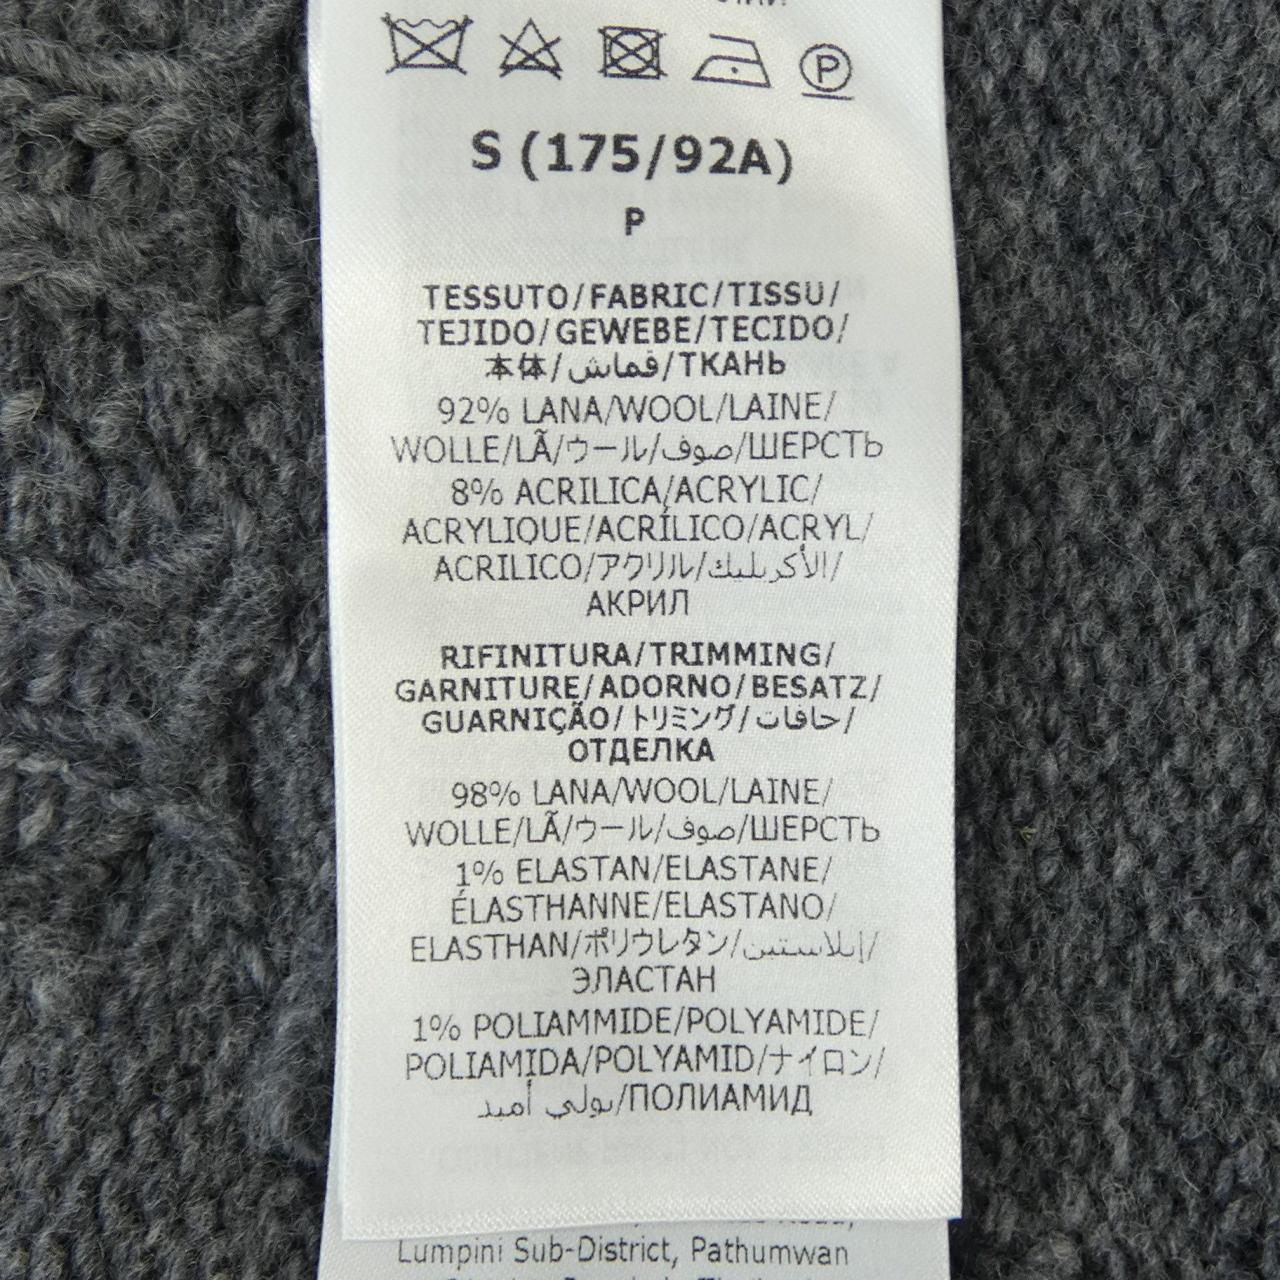 S (175/92A)
P
TESSUTO/FABRIC/TISSU/
TEJIDO/GEWEBE/TECIDO/
本体/قماش/ТКАНЬ
92% LANA/WOOL/LAINE/
WOLLE/LÃ/ウール/صوف/ШЕРСТЬ
8% ACRILICA/ACRYLIC/
ACRYLIQUE/ACRÍLICO/ACRYL/
ACRILICO/アクリル/الأكريليك/
АКРИЛ
RIFINITURA/TRIMMING/
GARNITURE/ADORNO/BESATZ/
GUARNIÇÃO/トリミング/حافات/
ОТДЕЛКА
98% LANA/WOOL/LAINE/
WOLLE/LÃ/ウール/صوف/ШЕРСТЬ
1% ELASTAN/ELASTANE/
ÉLASTHANNE/ELASTANO/
ELASTHAN/ポリウレタン/إيلاستين/
ЭЛАСТАН
1% POLIAMMIDE/POLYAMIDE/
POLIAMIDA/POLYAMID/ナイロン/
بولي أميد/ПОЛИАМИД
Lumpini Sub-District, Pathumwan